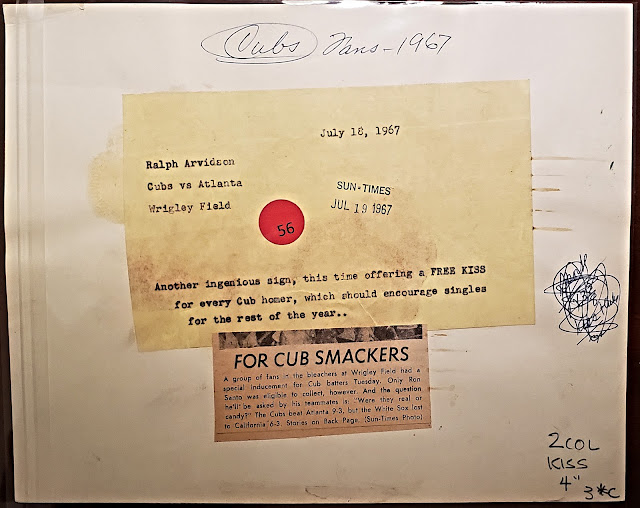 Cubs Fans - 1967
July 18, 1967
Ralph Arvidson
Cubs vs Atlanta
Wrigley Field
SUN-TIMES
JUL 19 1967
56
Another ingenious sign, this time offering a FREE KISS
for every Cub homer, which should encourage singles
for the rest of the year..
FOR CUB SMACKERS
A group of fans in the bleachers at Wrigley Field had a
special inducement for Cub batters Tuesday. Only Ron
Santo was eligible to collect, however. And the question
he'll be asked by his teammates is "Were they real or
candy?" The Cubs beat Atlanta 9-3, but the White Sox lost
to California 6-3. Stories on Back Page. (Sun-Times Photo)
2 COL
KISS
4" 3*C